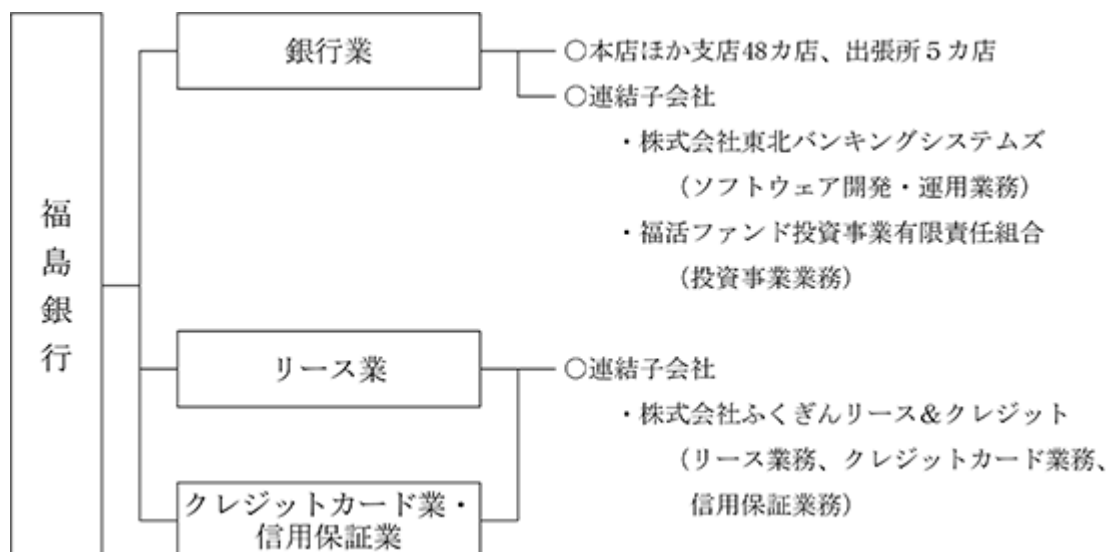 福島銀行
銀行業
○本店ほか支店48カ店、出張所5カ店
○連結子会社
・株式会社東北バンキングシステムズ
(ソフトウェア開発・運用業務)
・福活ファンド投資事業有限責任組合
(投資事業業務)
リース業
○連結子会社
・株式会社ふくぎんリース&クレジット
(リース業務、クレジットカード業務、
信用保証業務)
クレジットカード業・
信用保証業